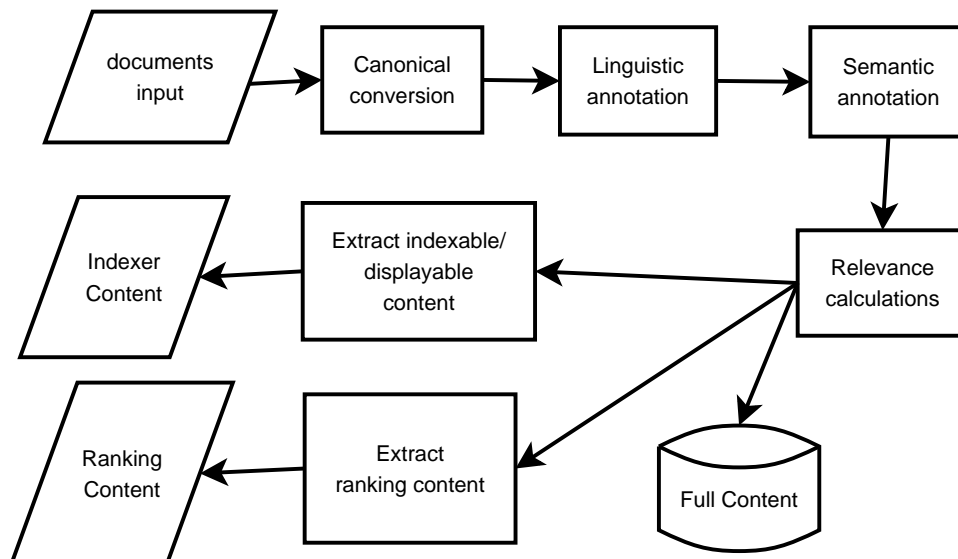 documents
input
Canonical
conversion
Linguistic
annotation
Semantic
annotation
Indexer
Content
Extract indexable/
displayable
content
Relevance
calculations
Ranking
Content
Extract
ranking content
Full Content